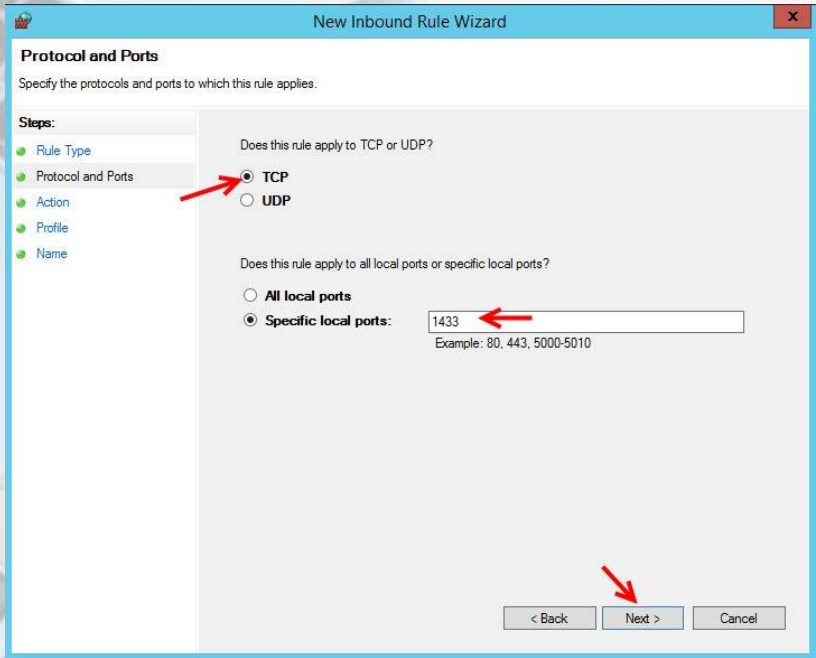 New Inbound Rule Wizard
x
Protocol and Ports
Specify the protocols and ports to which this rule applies.
Steps:
Rule Type
Protocol and Ports
Action
Profile
Name
Does this rule apply to TCP or UDP?
TCP
UDP
Does this rule apply to all local ports or specific local ports?
All local ports
Specific local ports: 1433
Example: 80, 443, 5000-5010
< Back Next > Cancel